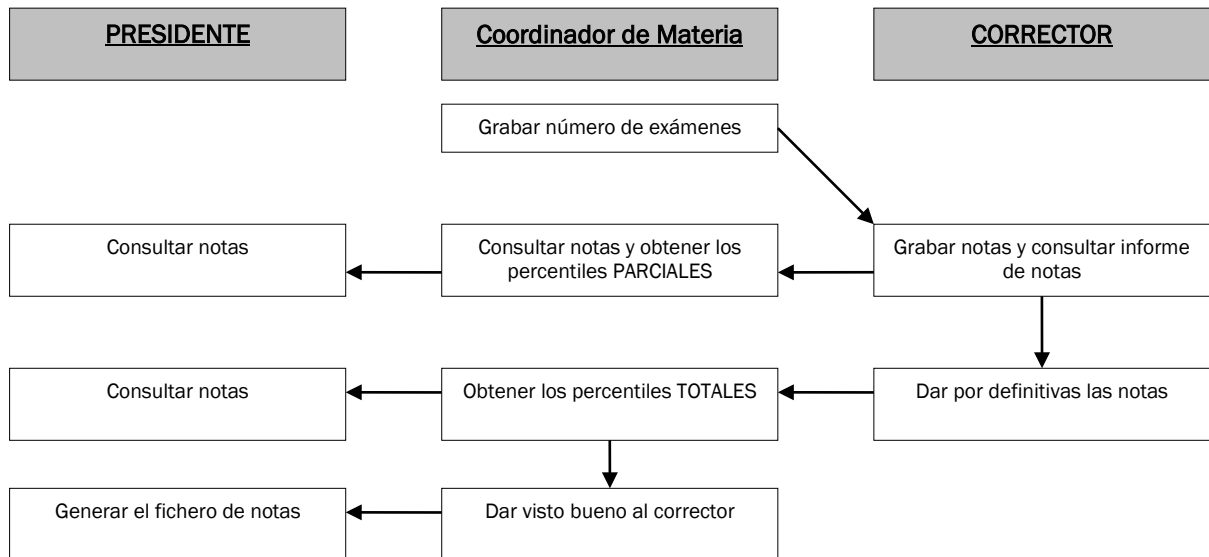 PRESIDENTE
Coordinador de Materia
CORRECTOR
Grabar número de exámenes
Consultar notas
Consultar notas y obtener los
percentiles PARCIALES
Grabar notas y consultar informe
de notas
Consultar notas
Obtener los percentiles TOTALES
Dar por definitivas las notas
Generar el fichero de notas
Dar visto bueno al corrector